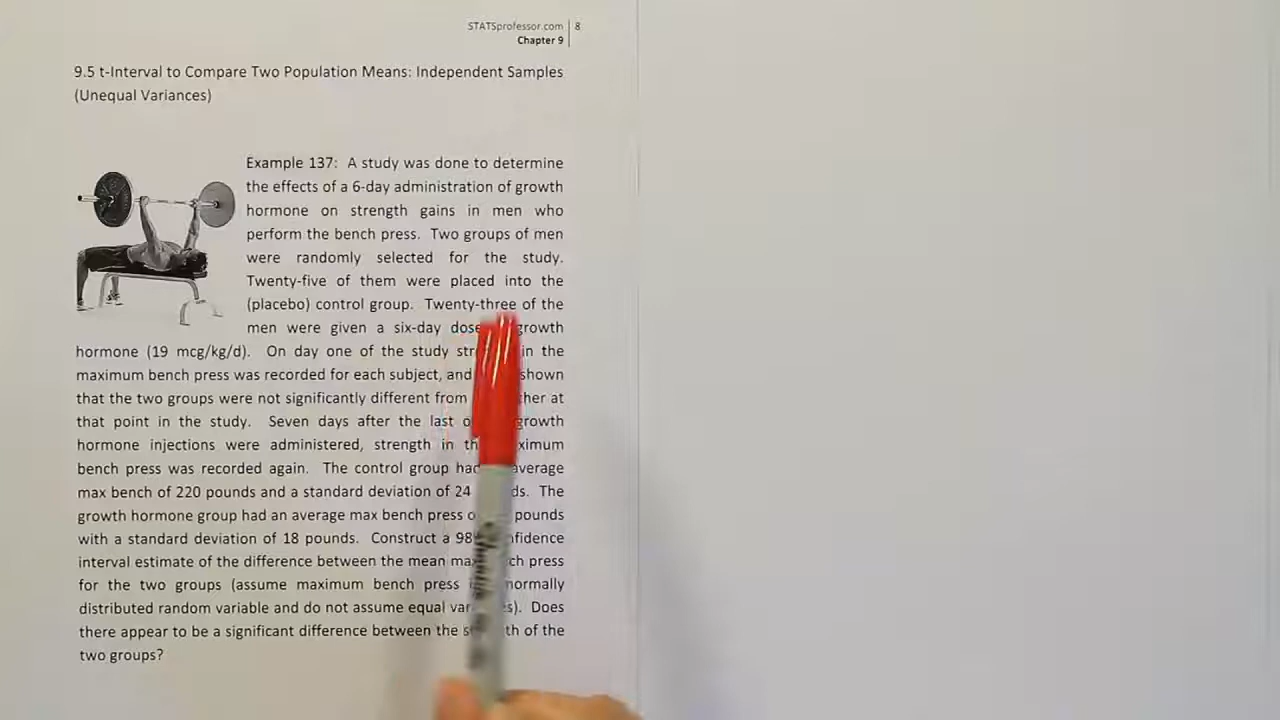 STATSprofessor.com 8
Chapter 9
9.5 t-Interval to Compare Two Population Means: Independent Samples
(Unequal Variances)
Example 137: A study was done to determine
the effects of a 6-day administration of growth
hormone on strength gains in men who
perform the bench press. Two groups of men
were randomly selected for the study.
Twenty-five of them were placed into the
(placebo) control group. Twenty-three of the
men were given a six-day dose growth
hormone (19 mcg/kg/d). On day one of the study in the
maximum bench press was recorded for each subject, and shown
that the two groups were not significantly different from at
that point in the study. Seven days after the last growth
hormone injections were administered, strength in
bench press was recorded again. The control group average
max bench of 220 pounds and a standard deviation of 24 The
growth hormone group had an average max bench press pounds
with a standard deviation of 18 pounds. Construct a
interval estimate of the difference between the mean press
for the two groups (assume maximum bench press normally
distributed random variable and do not assume equal Does
there appear to be a significant difference between the of the
two groups?
Sharpie